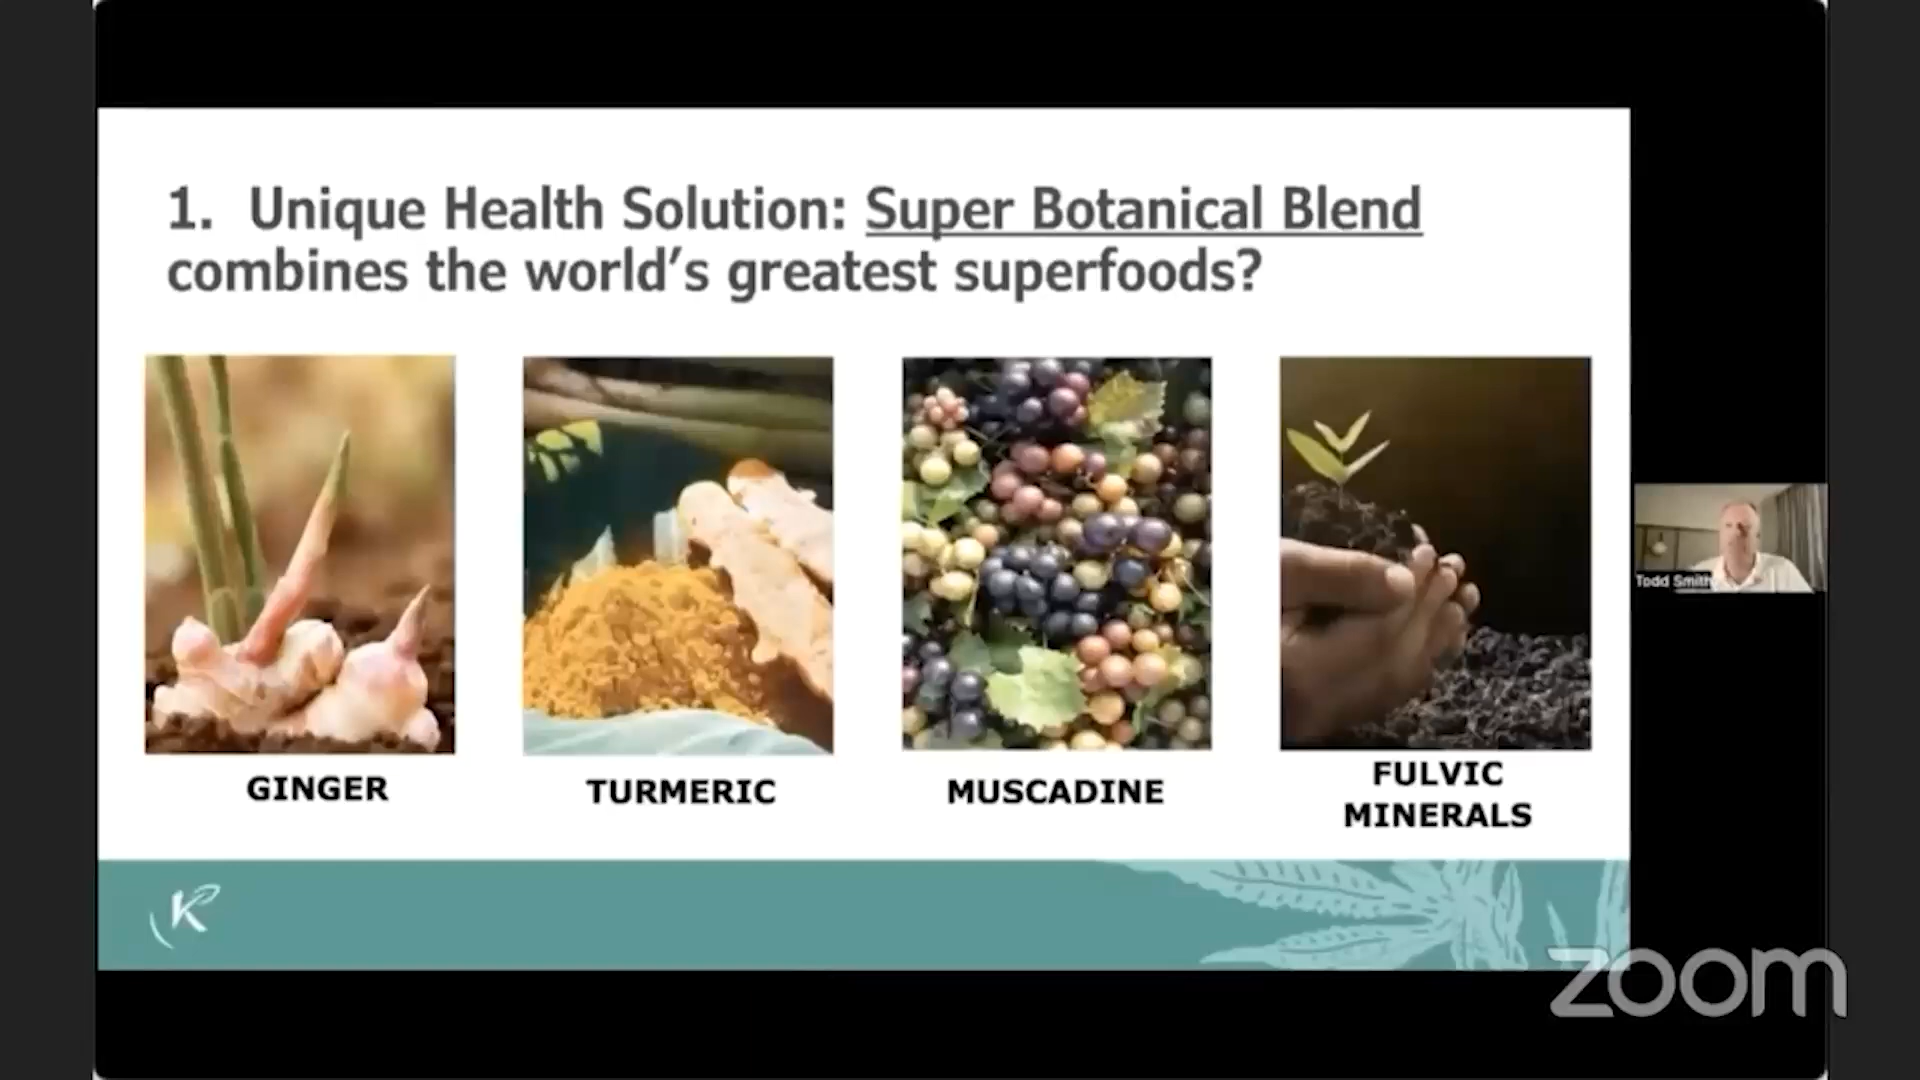 1. Unique Health Solution: Super Botanical Blend
combines the world's greatest superfoods?
GINGER
TURMERIC
MUSCADINE
FULVIC
MINERALS
Todd Smith
K
zoom